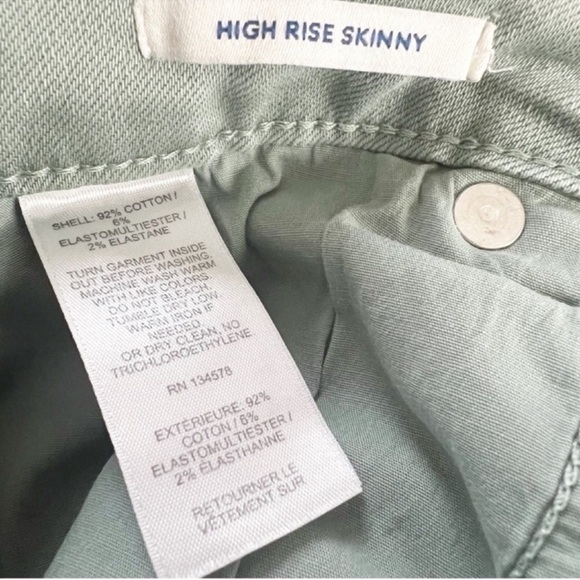 HIGH RISE SKINNY
SHELL: 92% COTTON /
6%
ELASTOMULTIESTER /
2% ELASTANE
TURN GARMENT INSIDE
OUT BEFORE WASHING.
MACHINE WASH WARM
WITH LIKE COLORS.
DO NOT BLEACH.
TUMBLE DRY LOW.
WARM IRON IF
NEEDED.
OR DRY CLEAN, NO
TRICHLOROETHYLENE.
RN 134578
EXTÉRIEURE: 92%
COTON / 6%
ELASTOMULTIESTER /
2% ÉLASTHANNE
RETOURNER LE
VÊTEMENT SUR